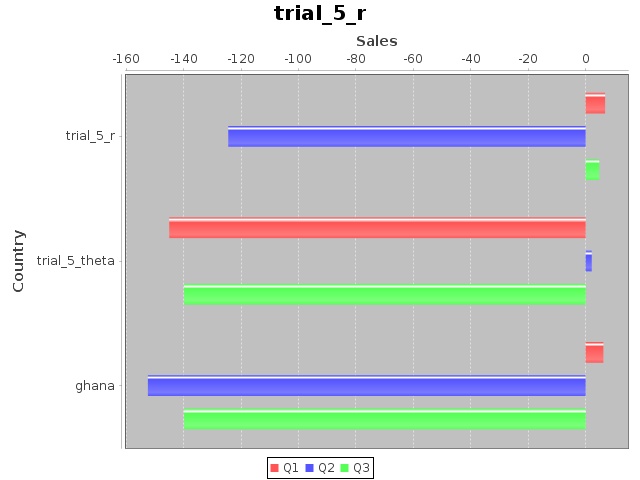 trial_5_r
Sales
-160 -140 -120 -100 -80 -60 -40 -20 0
Country
trial_5_r
trial_5_theta
ghana
Q1 Q2 Q3